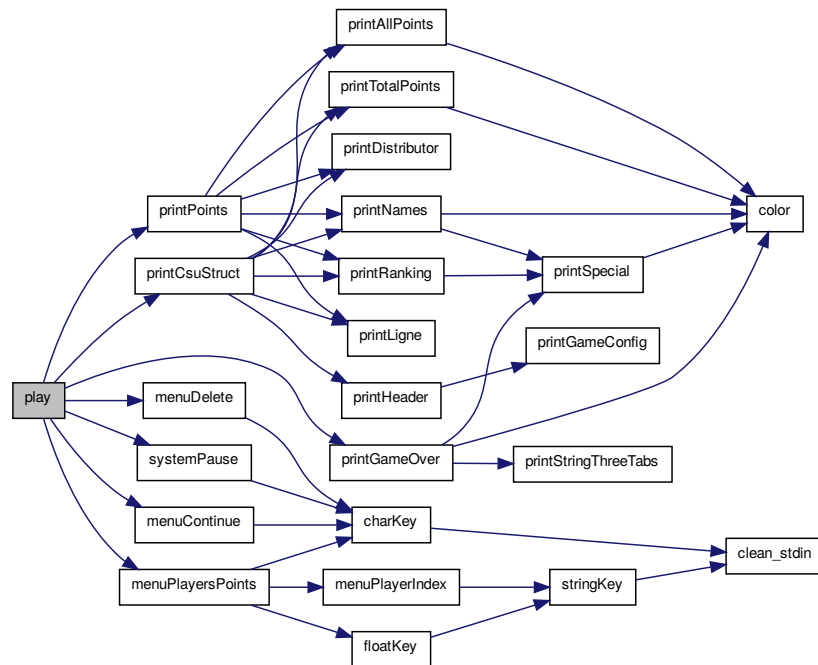 printAllPoints
printTotalPoints
printDistributor
printPoints
printNames
color
printCsuStruct
printRanking
printSpecial
printLigne
printGameConfig
play
menuDelete
printHeader
systemPause
printGameOver
printStringThreeTabs
menuContinue
charKey
clean_stdin
menuPlayersPoints
menuPlayerIndex
stringKey
floatKey